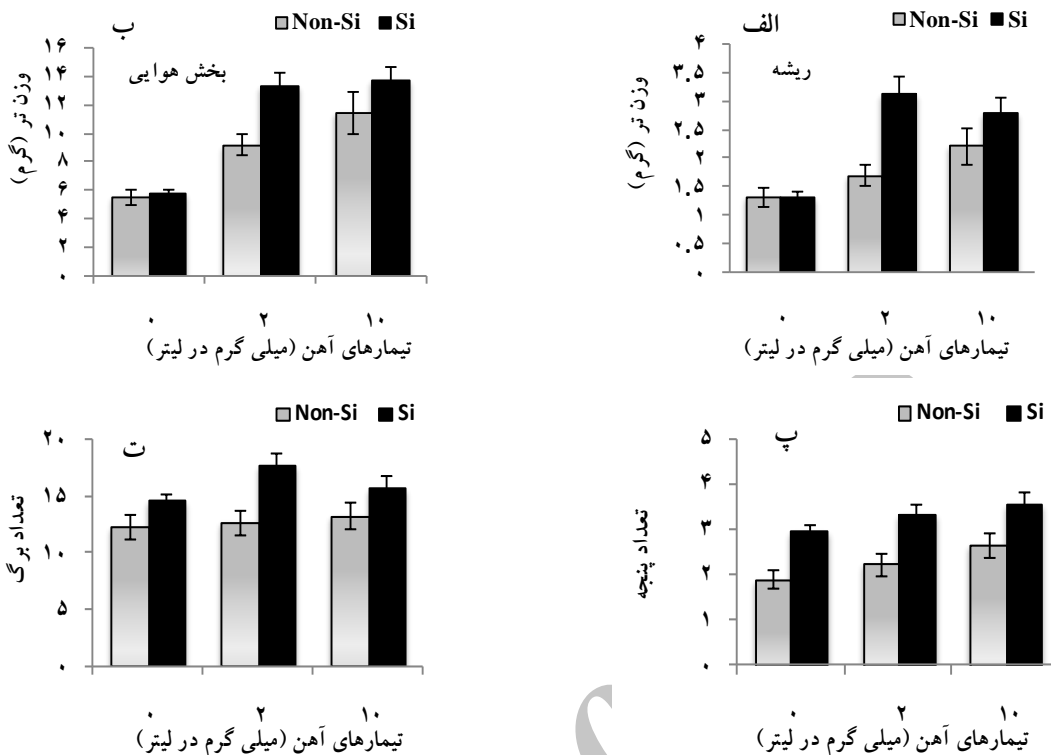 الف
Non-Si Si
ریشه
وزن تر (گرم)
۴
۳.۵
۳
۲.۵
۲
۱.۵
۱
۰.۵
۰
۰ ۲ ۱۰
تیمارهای آهن (میلی گرم در لیتر)
ب
Non-Si Si
بخش هوایی
وزن تر (گرم)
۱۶
۱۴
۱۲
۱۰
۸
۶
۴
۲
۰
۰ ۲ ۱۰
تیمارهای آهن (میلی گرم در لیتر)
پ
Non-Si Si
تعداد پنجه
۵
۴
۳
۲
۱
۰
۰ ۲ ۱۰
تیمارهای آهن (میلی گرم در لیتر)
ت
Non-Si Si
تعداد برگ
۲۰
۱۵
۱۰
۵
۰
۰ ۲ ۱۰
تیمارهای آهن (میلی گرم در لیتر)